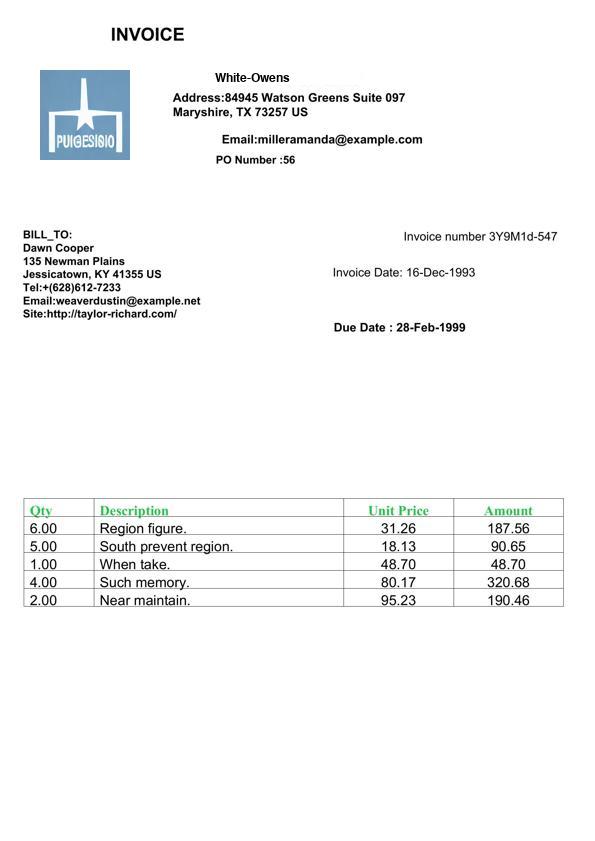 INVOICE
White-Owens
PUIGESIBIO
Address:84945 Watson Greens Suite 097
Maryshire, TX 73257 US
Email:milleramanda@example.com
PO Number :56
BILL_TO:
Dawn Cooper
135 Newman Plains
Jessicatown, KY 41355 US
Tel:+(628)612-7233
Email:weaverdustin@example.net
Site:http://taylor-richard.com/
Invoice number 3Y9M1d-547
Invoice Date: 16-Dec-1993
Due Date : 28-Feb-1999
Qty Description Unit Price Amount
6.00 Region figure. 31.26 187.56
5.00 South prevent region. 18.13 90.65
1.00 When take. 48.70 48.70
4.00 Such memory. 80.17 320.68
2.00 Near maintain. 95.23 190.46